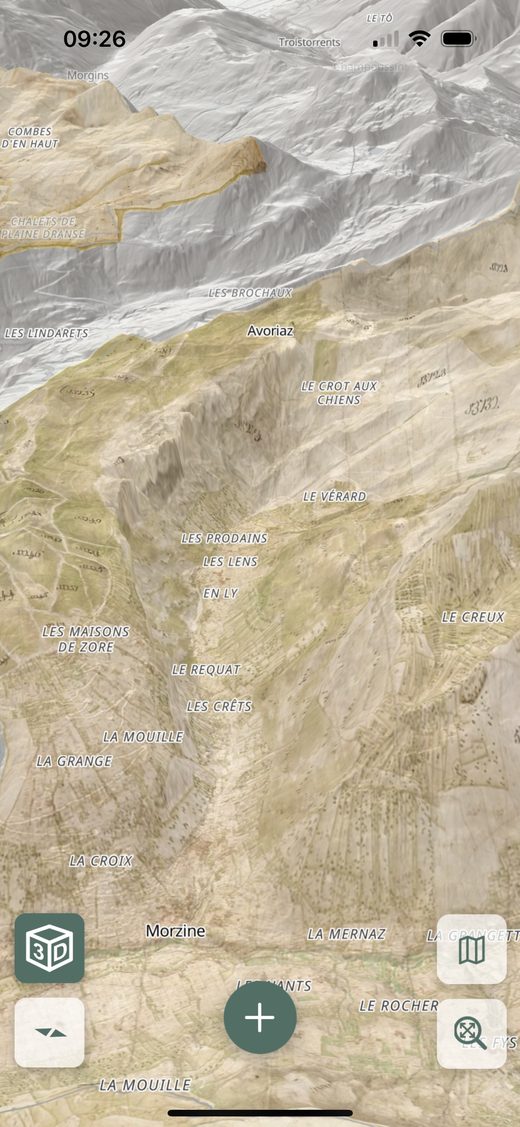 LE TÔ
09:26
Troistorrents
Morgins
COMBES
D'EN HAUT
CHALETS DE
PLAINE DRANSE
LES BROCHAUX
LES LINDARETS
Avoriaz
LE CROT AUX
CHIENS
LE VÉRARD
LES PRODAINS
LES LENS
EN LY
LE CREUX
LES MAISONS
DE ZORE
LE REQUAT
LES CRÊTS
LA MOUILLE
LA GRANGE
LA CROIX
3D
Morzine
LA MERNAZ
LE ROCHER
LA MOUILLE